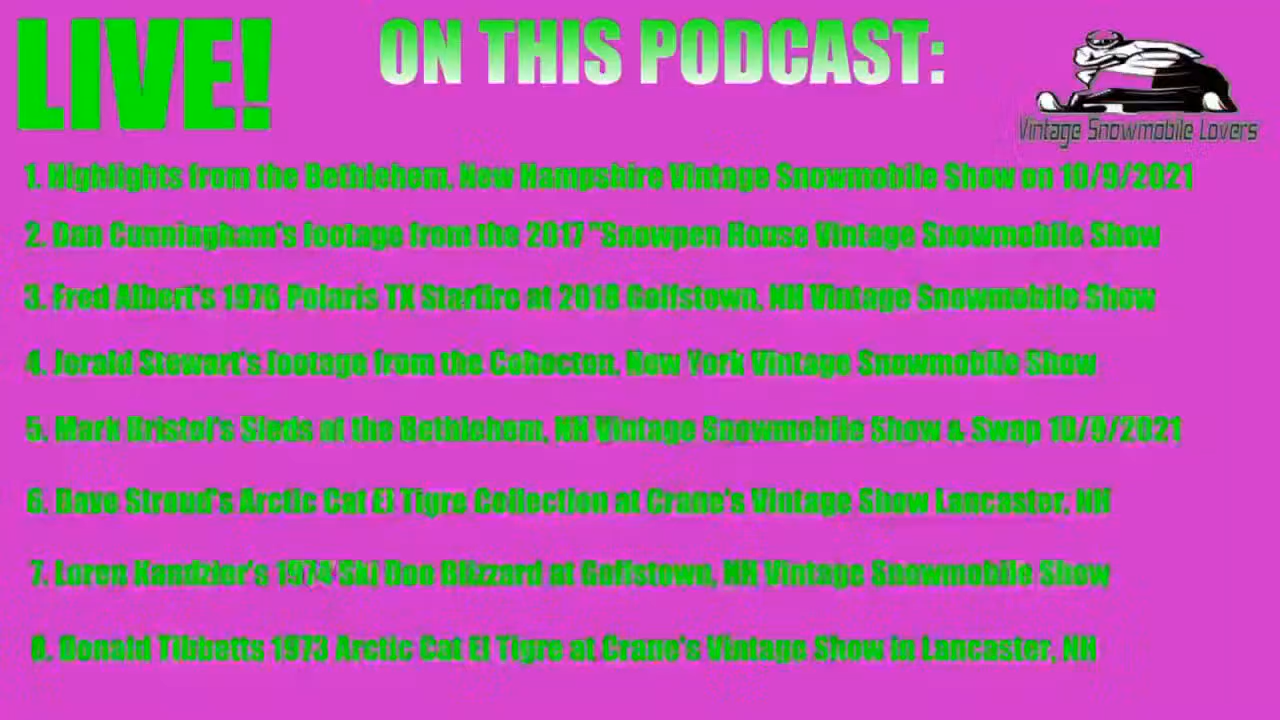 LIVE!
ON THIS PODCAST:
Vintage Snowmobile Lovers
1. Highlights from the Bethlehem, New Hampshire Vintage Snowmobile Show on 10/9/2021
2. Dan Cunningham's footage from the 2017 "Snowpen House Vintage Snowmobile Show
3. Fred Albert's 1976 Polaris TX Starfire at 2018 Goffstown, NH Vintage Snowmobile Show
4. Jerald Stewart's footage from the Cohocton, New York Vintage Snowmobile Show
5. Mark Bristol's Sleds at the Bethlehem, NH Vintage Snowmobile Show & Swap 10/9/2021
6. Dave Stroud's Arctic Cat El Tigre Collection at Crane's Vintage Show Lancaster, NH
7. Loren 1974 Ski Doo Blizzard at Goffstown, NH Vintage Snowmobile Show
8. Donald Tibbetts 1973 Arctic Cat El Tigre at Crane's Vintage Show in Lancaster, NH